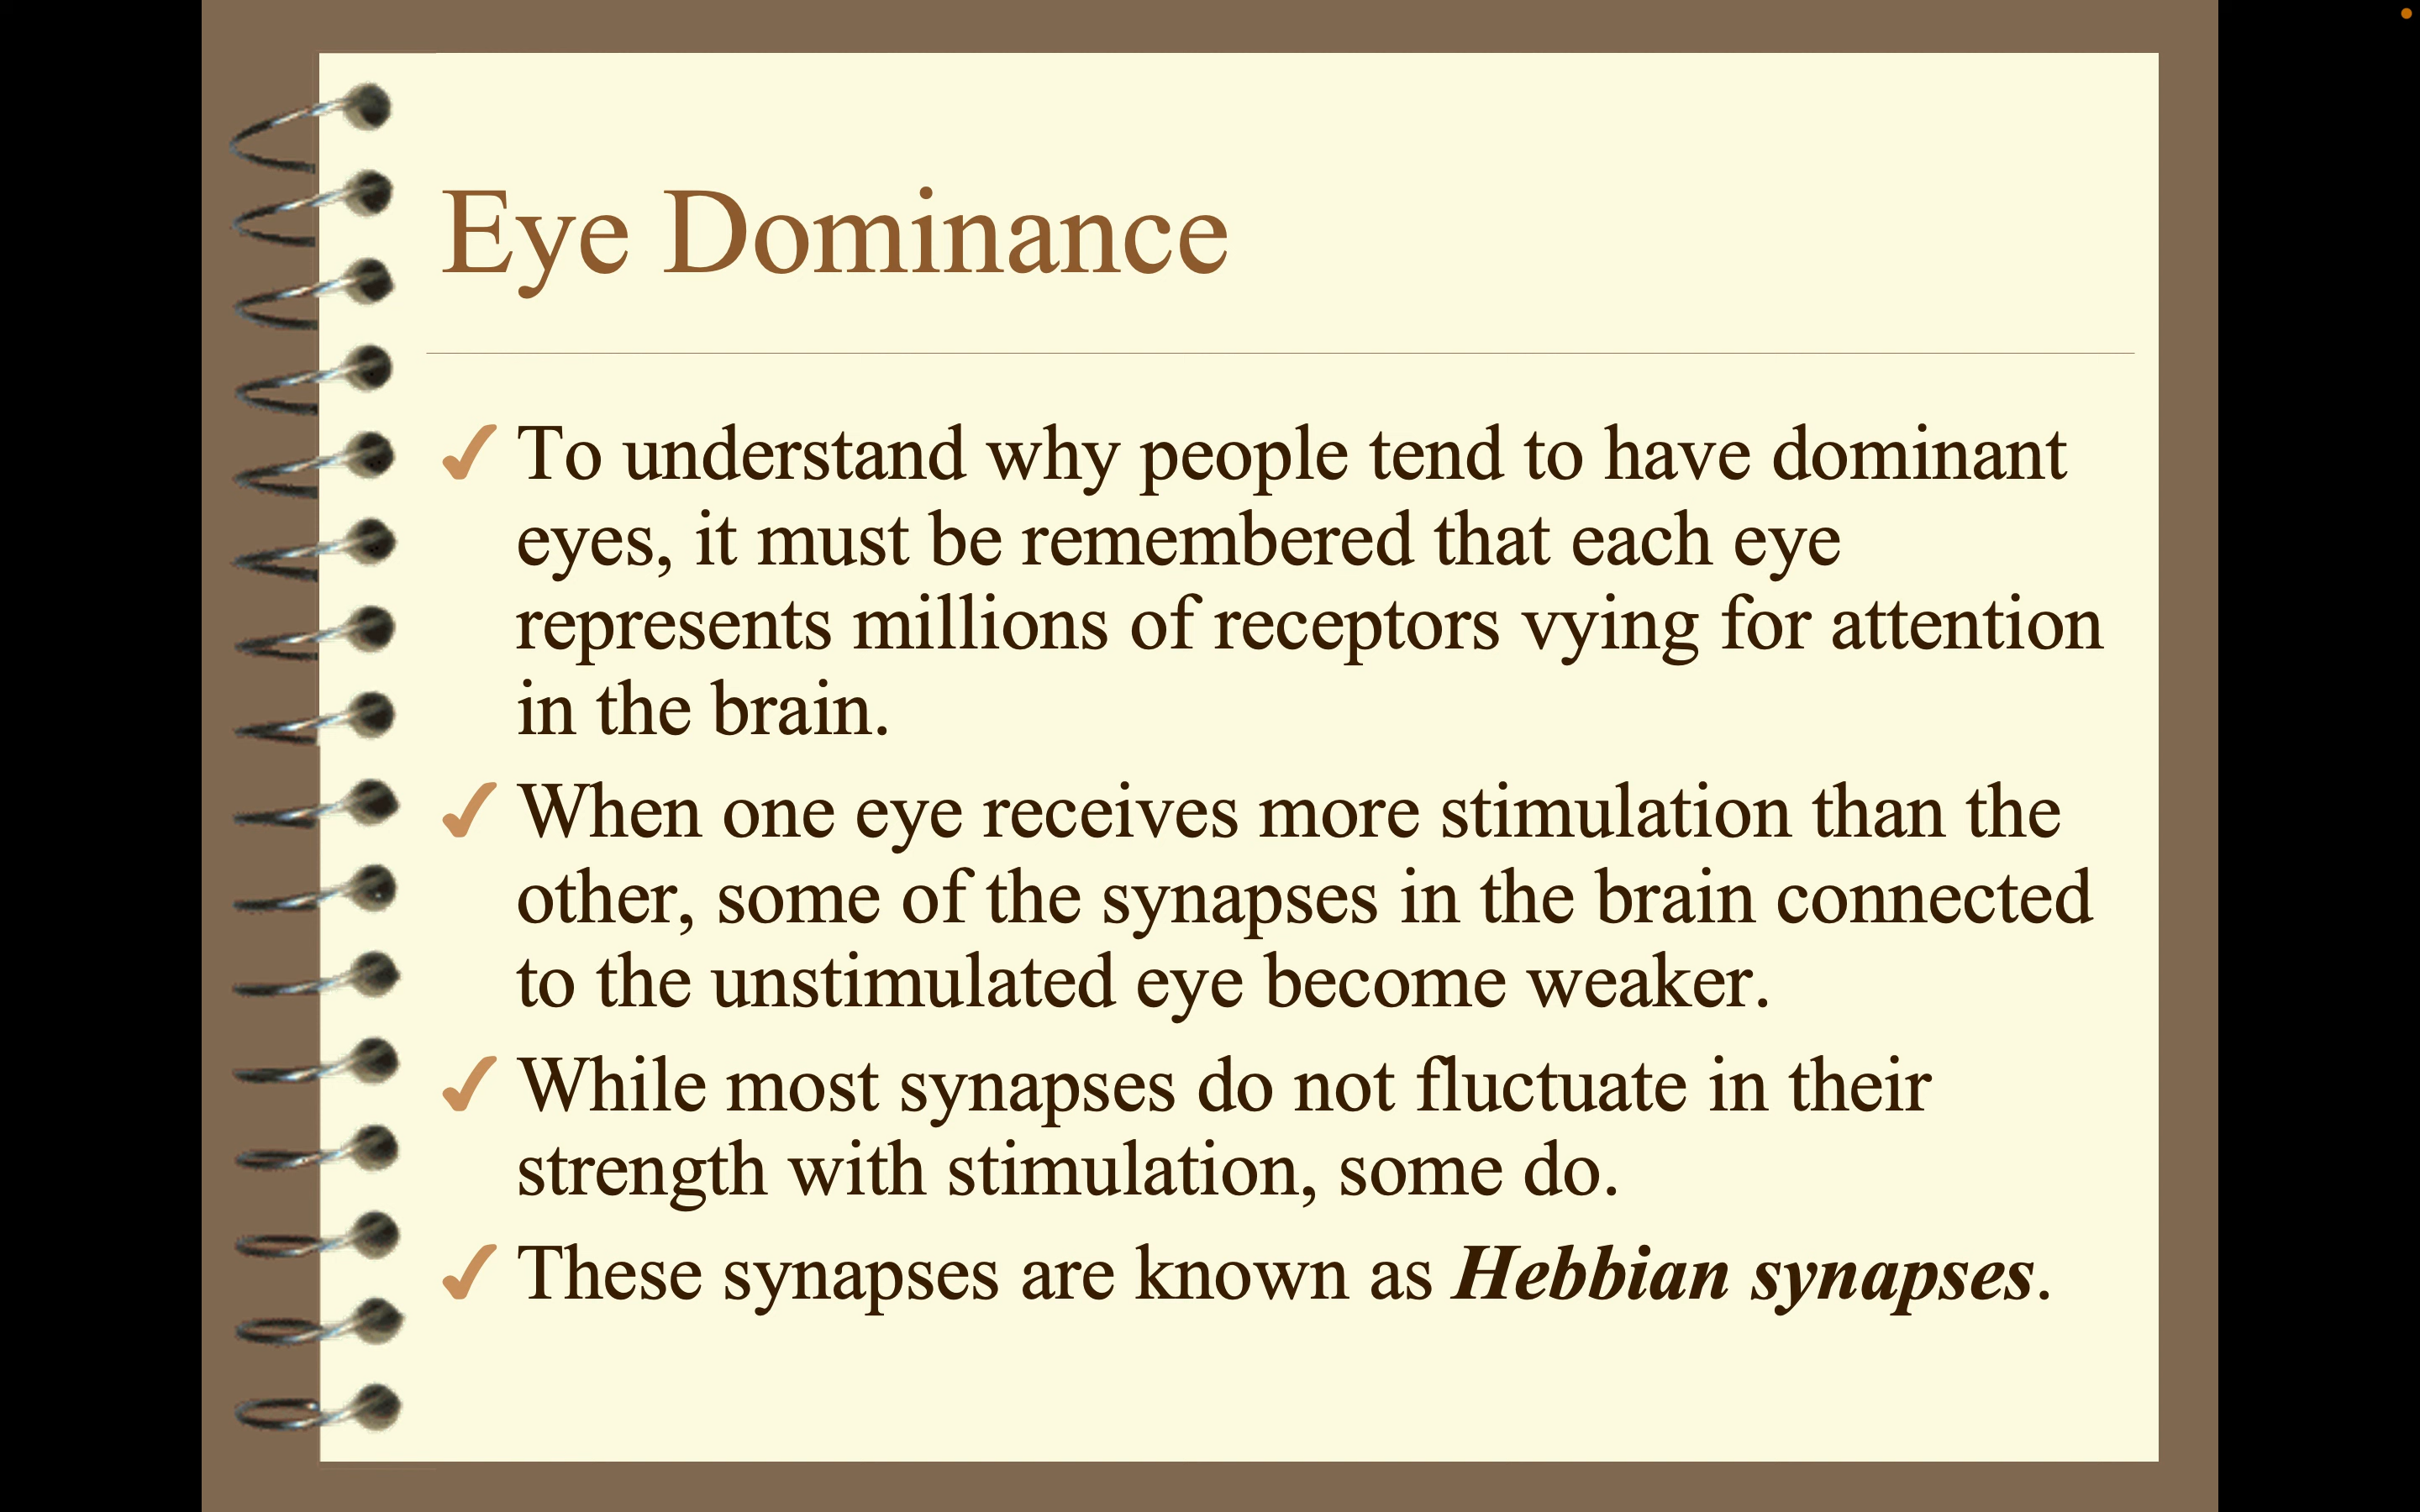 Eye Dominance
To understand why people tend to have dominant
eyes, it must be remembered that each eye
represents millions of receptors vying for attention
in the brain.
When one eye receives more stimulation than the
other, some of the synapses in the brain connected
to the unstimulated eye become weaker.
While most synapses do not fluctuate in their
strength with stimulation, some do.
These synapses are known as Hebbian synapses.